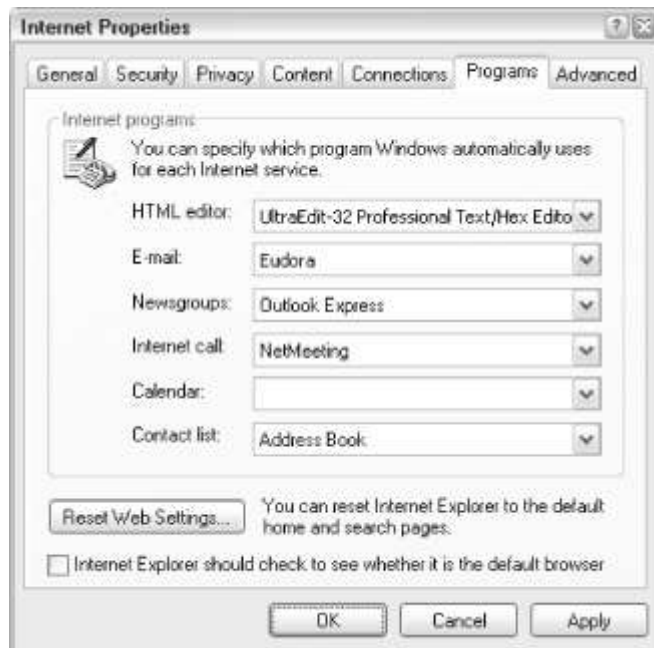 Internet Properties
General Security Privacy Content Connections Programs Advanced
Internet programs
You can specify which program Windows automatically uses
for each Internet service.
HTML editor: UltraEdit-32 Professional Text/Hex Edito
E-mail: Eudora
Newsgroups: Outlook Express
Internet call: NetMeeting
Calendar:
Contact list: Address Book
Reset Web Settings... You can reset Internet Explorer to the default
home and search pages.
Internet Explorer should check to see whether it is the default browser
OK Cancel Apply